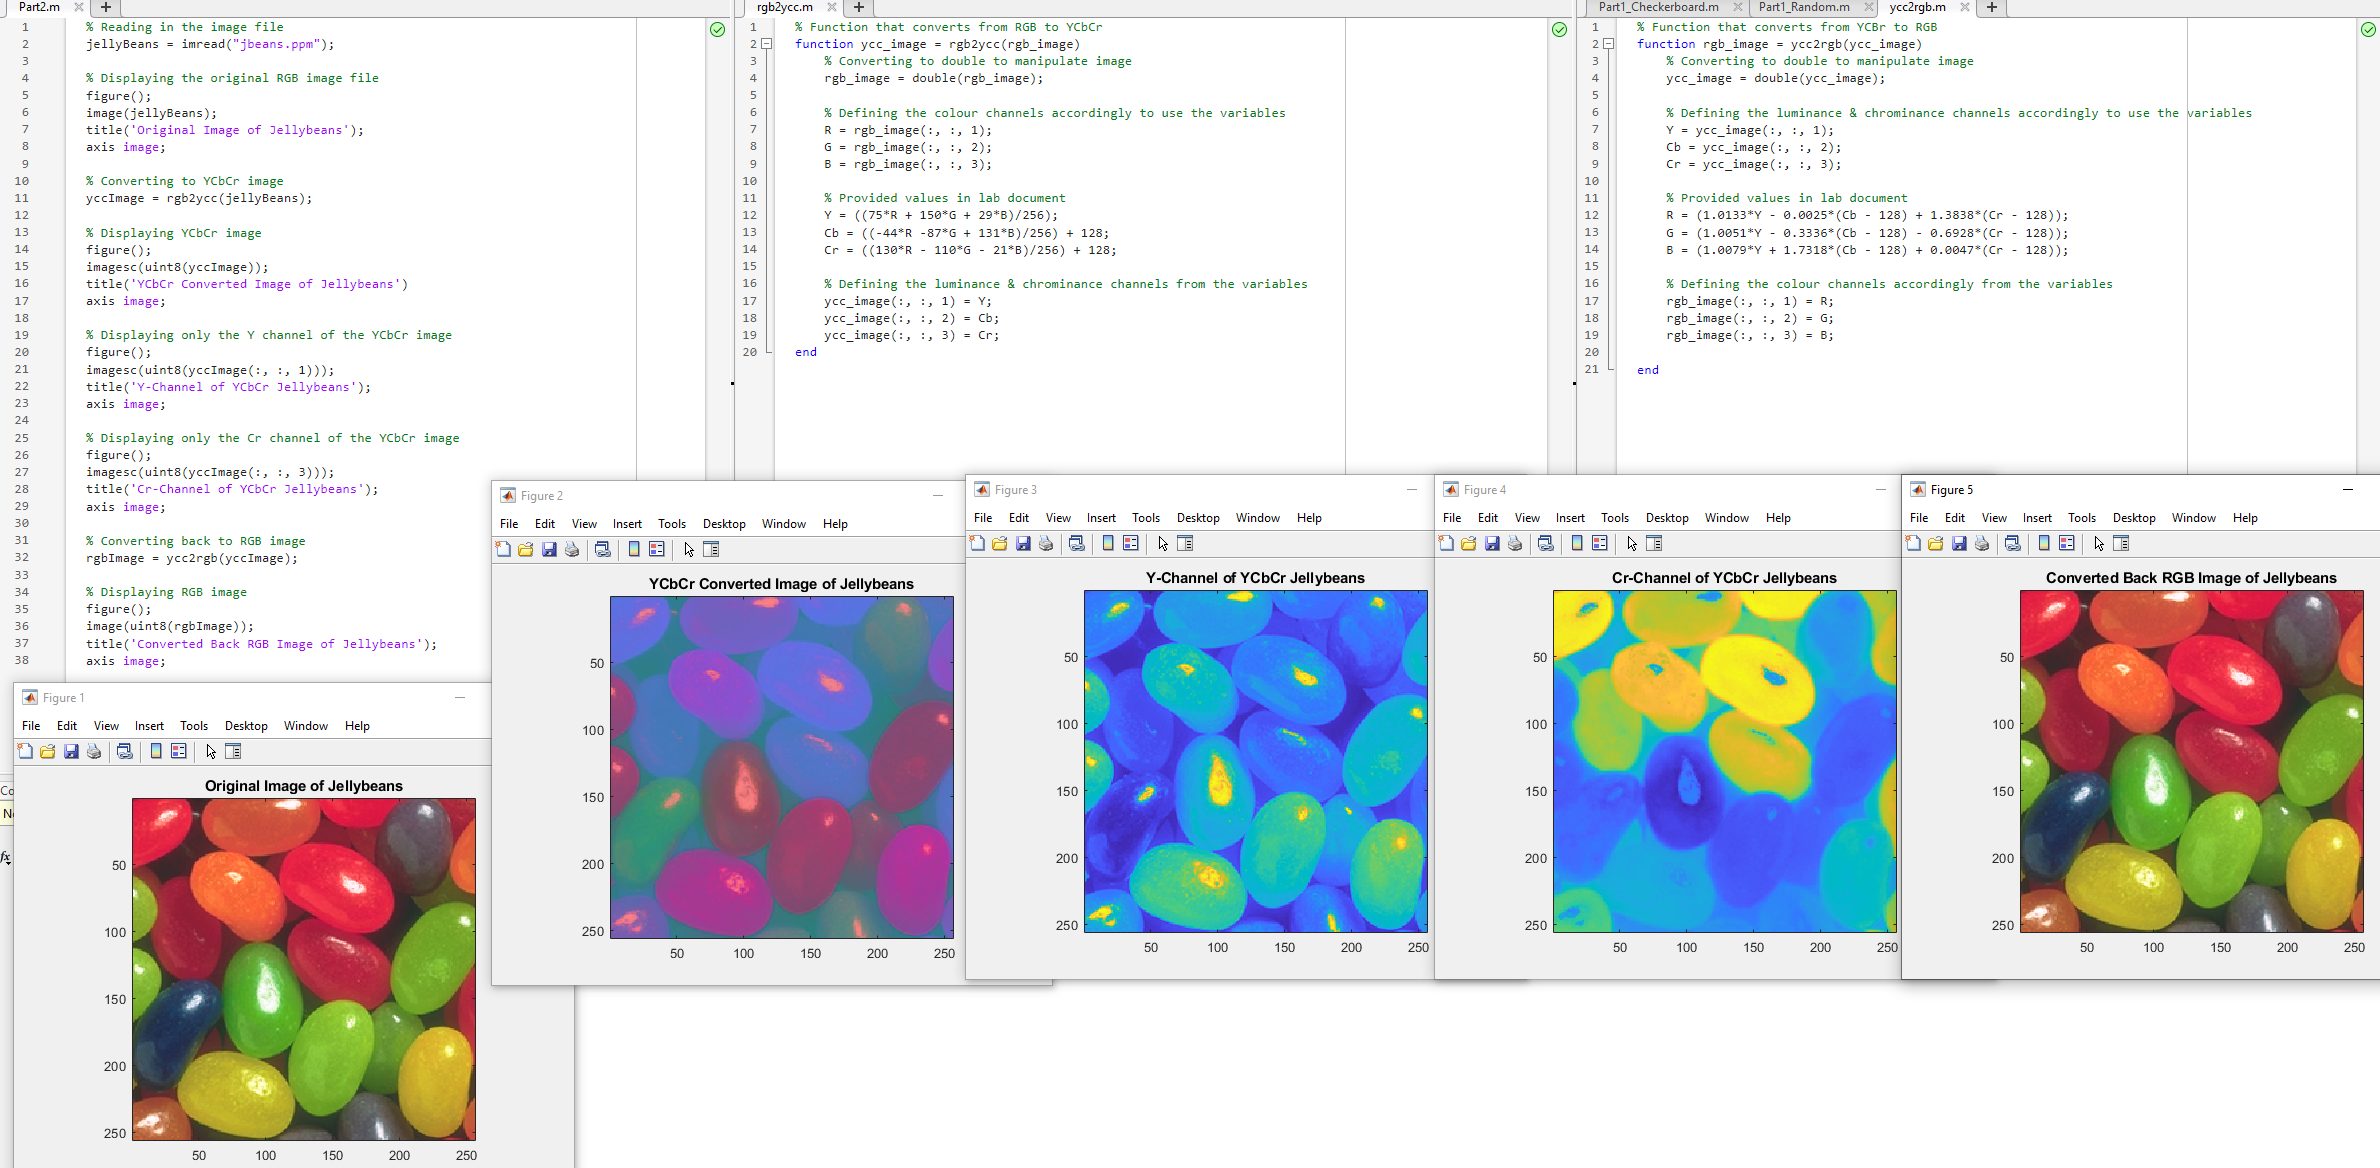 Part2.m
1 % Reading in the image file
2 jellyBeans = imread("jbeans.ppm");
3
4 % Displaying the original RGB image file
5 figure();
6 image(jellyBeans);
7 title('Original Image of Jellybeans');
8 axis image;
9
10 % Converting to YCbCr image
11 yccImage = rgb2ycc(jellyBeans);
12
13 % Displaying YCbCr image
14 figure();
15 imagesc(uint8(yccImage));
16 title('YCbCr Converted Image of Jellybeans')
17 axis image;
18
19 % Displaying only the Y channel of the YCbCr image
20 figure();
21 imagesc(uint8(yccImage(:, :, 1)));
22 title('Y-Channel of YCbCr Jellybeans');
23 axis image;
24
25 % Displaying only the Cr channel of the YCbCr image
26 figure();
27 imagesc(uint8(yccImage(:, :, 3)));
28 title('Cr-Channel of YCbCr Jellybeans');
29 axis image;
30
31 % Converting back to RGB image
32 rgbImage = ycc2rgb(yccImage);
33
34 % Displaying RGB image
35 figure();
36 image(uint8(rgbImage));
37 title('Converted Back RGB Image of Jellybeans');
38 axis image;
rgb2ycc.m
1 % Function that converts from RGB to YCbCr
2 function ycc_image = rgb2ycc(rgb_image)
3 % Converting to double to manipulate image
4 rgb_image = double(rgb_image);
5
6 % Defining the colour channels accordingly to use the variables
7 R = rgb_image(:, :, 1);
8 G = rgb_image(:, :, 2);
9 B = rgb_image(:, :, 3);
10
11 % Provided values in lab document
12 Y = ((75*R + 150*G + 29*B)/256);
13 Cb = ((-44*R -87*G + 131*B)/256) + 128;
14 Cr = ((130*R - 110*G - 21*B)/256) + 128;
15
16 % Defining the luminance & chrominance channels from the variables
17 ycc_image(:, :, 1) = Y;
18 ycc_image(:, :, 2) = Cb;
19 ycc_image(:, :, 3) = Cr;
20 end
Part1_Checkerboard.m Part1_Random.m ycc2rgb.m
1 % Function that converts from YCBr to RGB
2 function rgb_image = ycc2rgb(ycc_image)
3 % Converting to double to manipulate image
4 ycc_image = double(ycc_image);
5
6 % Defining the luminance & chrominance channels accordingly to use the variables
7 Y = ycc_image(:, :, 1);
8 Cb = ycc_image(:, :, 2);
9 Cr = ycc_image(:, :, 3);
10
11 % Provided values in lab document
12 R = (1.0133*Y - 0.0025*(Cb - 128) + 1.3838*(Cr - 128));
13 G = (1.0051*Y - 0.3336*(Cb - 128) - 0.6928*(Cr - 128));
14 B = (1.0079*Y + 1.7318*(Cb - 128) + 0.0047*(Cr - 128));
15
16 % Defining the colour channels accordingly from the variables
17 rgb_image(:, :, 1) = R;
18 rgb_image(:, :, 2) = G;
19 rgb_image(:, :, 3) = B;
20
21 end
Co
N
fx
Figure 1
File Edit View Insert Tools Desktop Window Help
Original Image of Jellybeans
50
100
150
200
250
50 100 150 200 250
Figure 2
File Edit View Insert Tools Desktop Window Help
YCbCr Converted Image of Jellybeans
50
100
150
200
250
50 100 150 200 250
Figure 3
File Edit View Insert Tools Desktop Window Help
Y-Channel of YCbCr Jellybeans
50
100
150
200
250
50 100 150 200 250
Figure 4
File Edit View Insert Tools Desktop Window Help
Cr-Channel of YCbCr Jellybeans
50
100
150
200
250
50 100 150 200 250
Figure 5
File Edit View Insert Tools Desktop Window Help
Converted Back RGB Image of Jellybeans
50
100
150
200
250
50 100 150 200 250